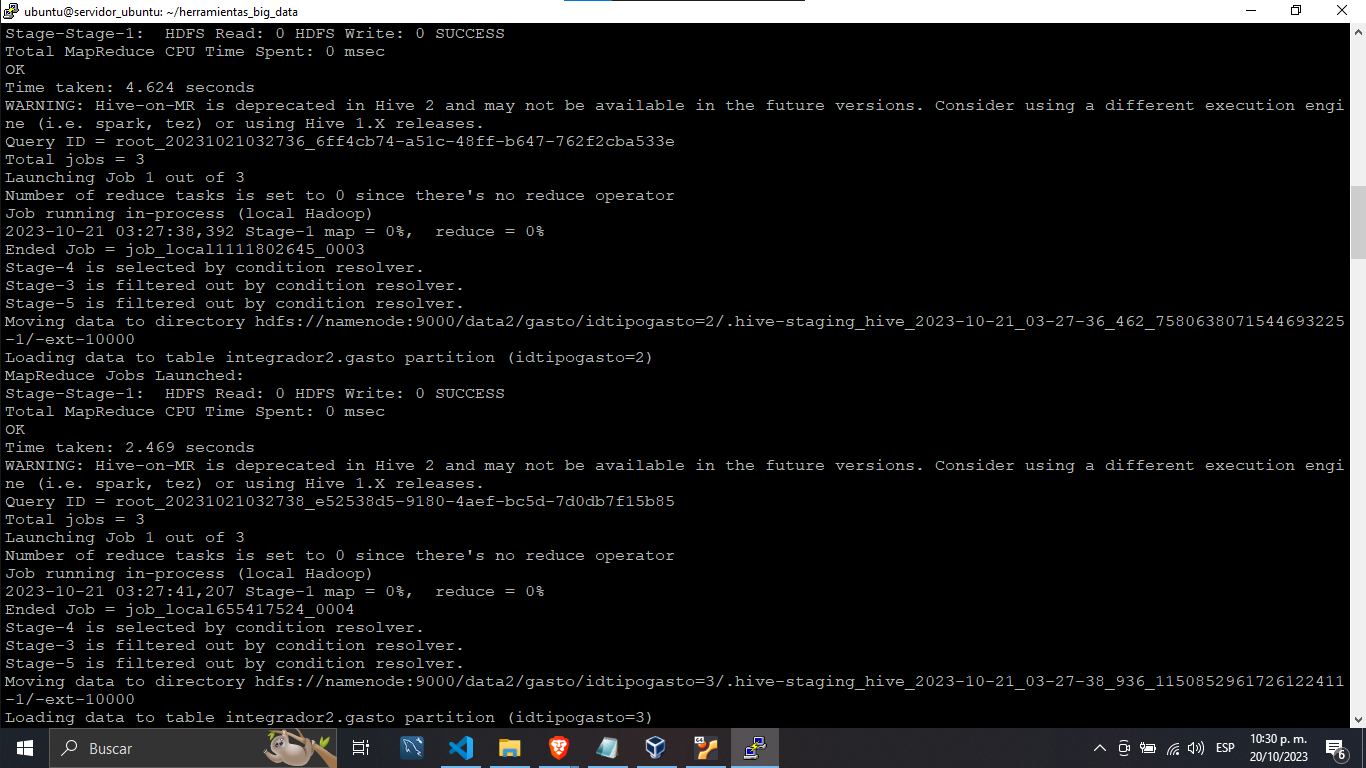 ubuntu@servidor_ubuntu: ~/herramientas_big_data
Stage-Stage-1:  HDFS Read: 0 HDFS Write: 0 SUCCESS
Total MapReduce CPU Time Spent: 0 msec
OK
Time taken: 4.624 seconds
WARNING: Hive-on-MR is deprecated in Hive 2 and may not be available in the future versions. Consider using a different execution engi
ne (i.e. spark, tez) or using Hive 1.X releases.
Query ID = root_20231021032736_6ff4cb74-a51c-48ff-b647-762f2cba533e
Total jobs = 3
Launching Job 1 out of 3
Number of reduce tasks is set to 0 since there's no reduce operator
Job running in-process (local Hadoop)
2023-10-21 03:27:38,392 Stage-1 map = 0%,  reduce = 0%
Ended Job = job_local1111802645_0003
Stage-4 is selected by condition resolver.
Stage-3 is filtered out by condition resolver.
Stage-5 is filtered out by condition resolver.
Moving data to directory hdfs://namenode:9000/data2/gasto/idtipogasto=2/.hive-staging_hive_2023-10-21_03-27-36_462_7580638071544693225
-1/-ext-10000
Loading data to table integrador2.gasto partition (idtipogasto=2)
MapReduce Jobs Launched:
Stage-Stage-1:  HDFS Read: 0 HDFS Write: 0 SUCCESS
Total MapReduce CPU Time Spent: 0 msec
OK
Time taken: 2.469 seconds
WARNING: Hive-on-MR is deprecated in Hive 2 and may not be available in the future versions. Consider using a different execution engi
ne (i.e. spark, tez) or using Hive 1.X releases.
Query ID = root_20231021032738_e52538d5-9180-4aef-bc5d-7d0db7f15b85
Total jobs = 3
Launching Job 1 out of 3
Number of reduce tasks is set to 0 since there's no reduce operator
Job running in-process (local Hadoop)
2023-10-21 03:27:41,207 Stage-1 map = 0%,  reduce = 0%
Ended Job = job_local655417524_0004
Stage-4 is selected by condition resolver.
Stage-3 is filtered out by condition resolver.
Stage-5 is filtered out by condition resolver.
Moving data to directory hdfs://namenode:9000/data2/gasto/idtipogasto=3/.hive-staging_hive_2023-10-21_03-27-38_936_1150852961726122411
-1/-ext-10000
Loading data to table integrador2.gasto partition (idtipogasto=3)
Buscar
ESP
10:30 p. m.
20/10/2023
6